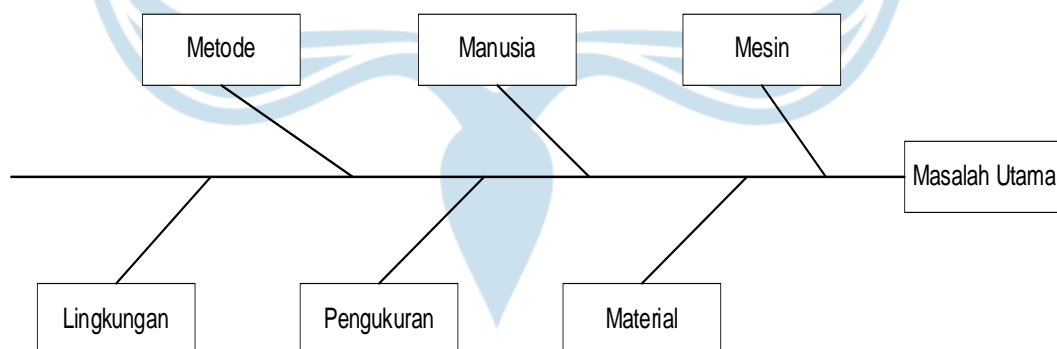 Metode
Manusia
Mesin
Masalah Utama
Lingkungan
Pengukuran
Material